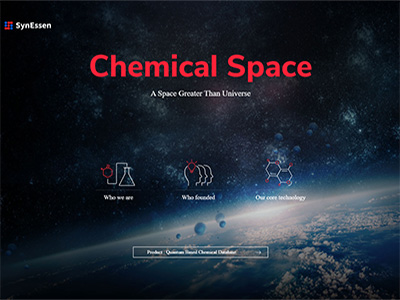 SynEssen
Chemical Space
A Space Greater Than Universe
Who we are
Who founded
Our core technology
Product : Quantum Based Chemical Database